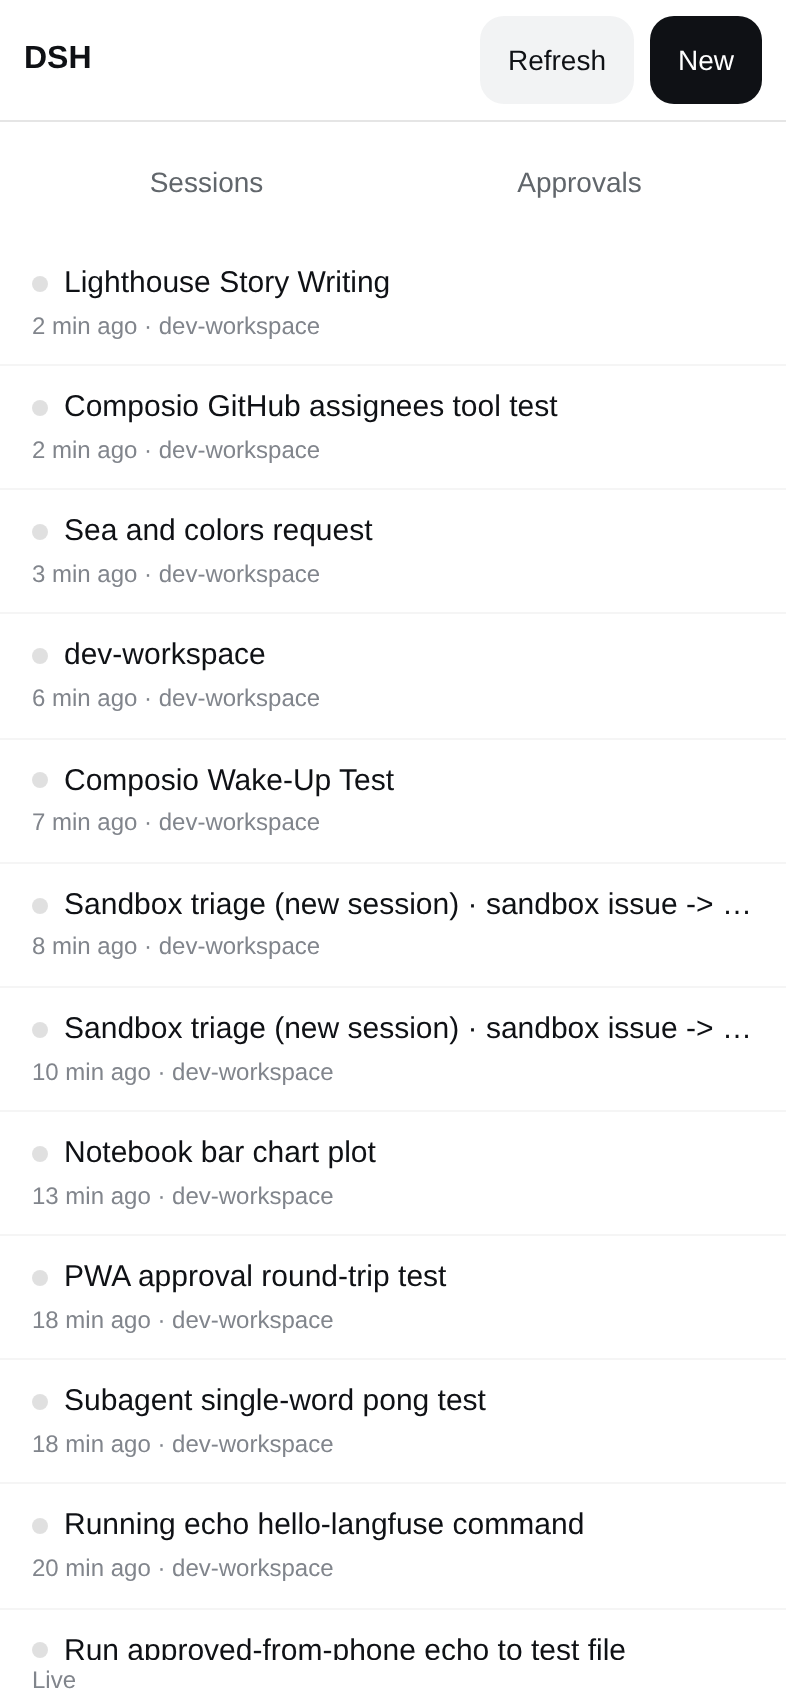 DSH
Refresh
New
Sessions
Approvals
Lighthouse Story Writing
2 min ago · dev-workspace
Composio GitHub assignees tool test
2 min ago · dev-workspace
Sea and colors request
3 min ago · dev-workspace
dev-workspace
6 min ago · dev-workspace
Composio Wake-Up Test
7 min ago · dev-workspace
Sandbox triage (new session) · sandbox issue -> …
8 min ago · dev-workspace
Sandbox triage (new session) · sandbox issue -> …
10 min ago · dev-workspace
Notebook bar chart plot
13 min ago · dev-workspace
PWA approval round-trip test
18 min ago · dev-workspace
Subagent single-word pong test
18 min ago · dev-workspace
Running echo hello-langfuse command
20 min ago · dev-workspace
Run approved-from-phone echo to test file
Live